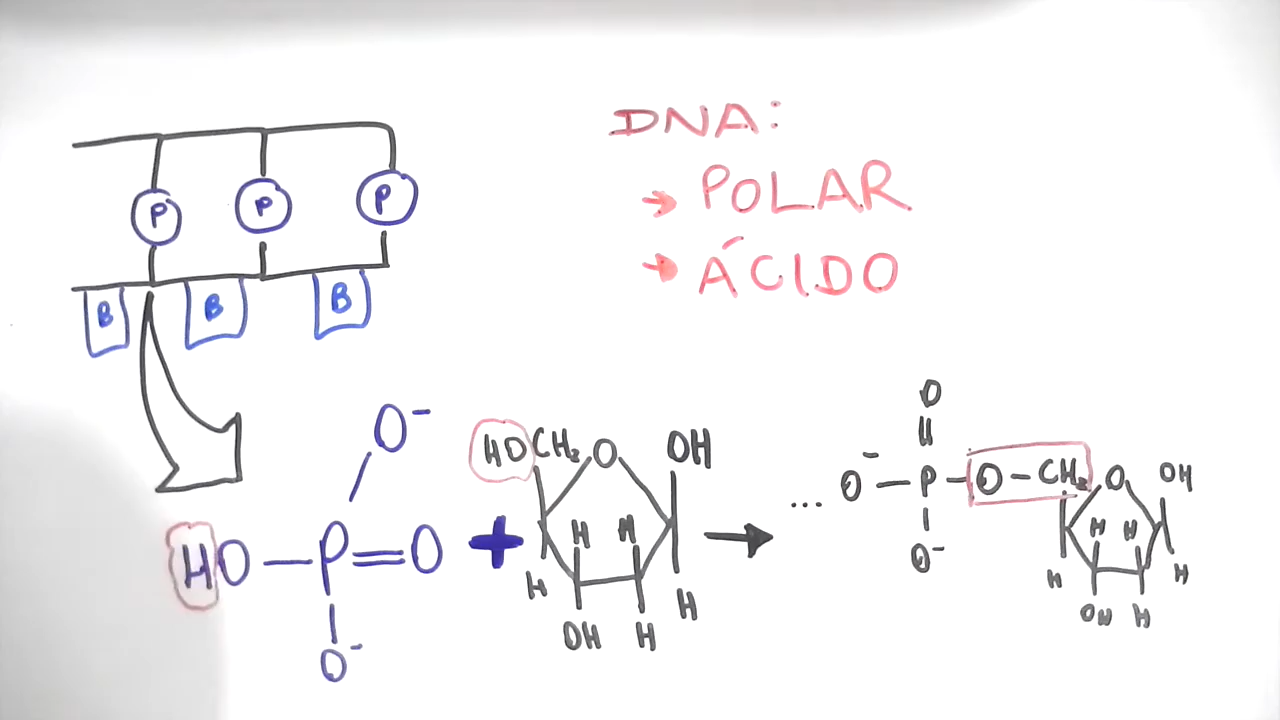 DNA:
→ POLAR
→ ÁCIDO
P P P
B B B
O⁻
HO—P=O
O⁻
+
HOCH₂ O OH
H H
H H
OH H
→
...
O
O⁻—P—O—CH₂ O OH
O⁻
H H
H H
OH H